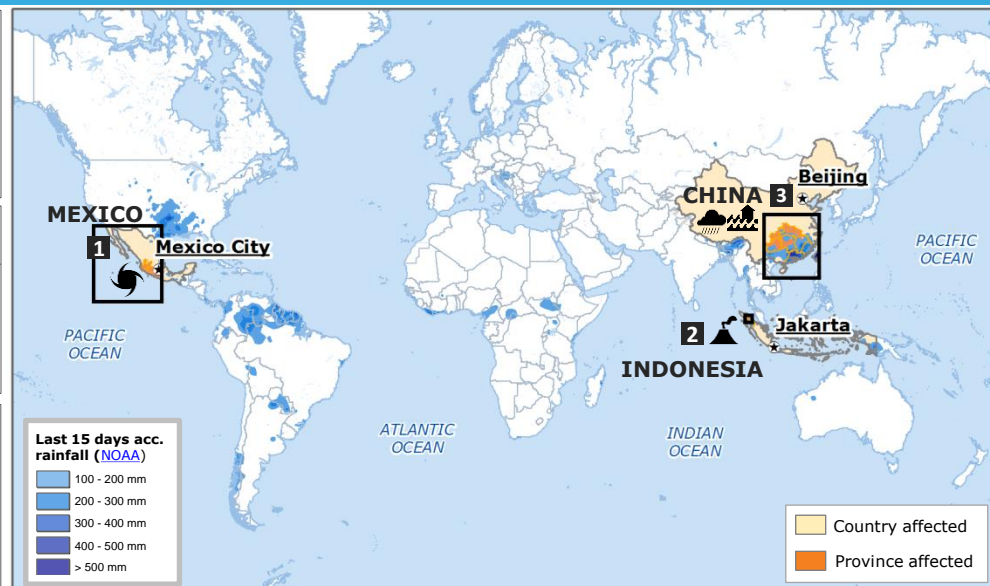 MEXICO
1
Mexico City
CHINA 3
Beijing
PACIFIC
OCEAN
PACIFIC
OCEAN
2
Jakarta
INDONESIA
ATLANTIC
OCEAN
INDIAN
OCEAN
Last 15 days acc.
rainfall (NOAA)
100 - 200 mm
200 - 300 mm
300 - 400 mm
400 - 500 mm
> 500 mm
Country affected
Province affected